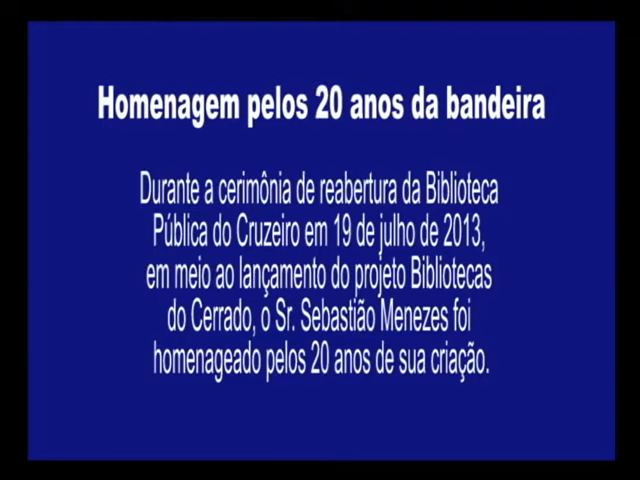 Homenagem pelos 20 anos da bandeira
Durante a cerimônia de reabertura da Biblioteca
Pública do Cruzeiro em 19 de julho de 2013,
em meio ao lançamento do projeto Bibliotecas
do Cerrado, o Sr. Sebastião Menezes foi
homenageado pelos 20 anos de sua criação.